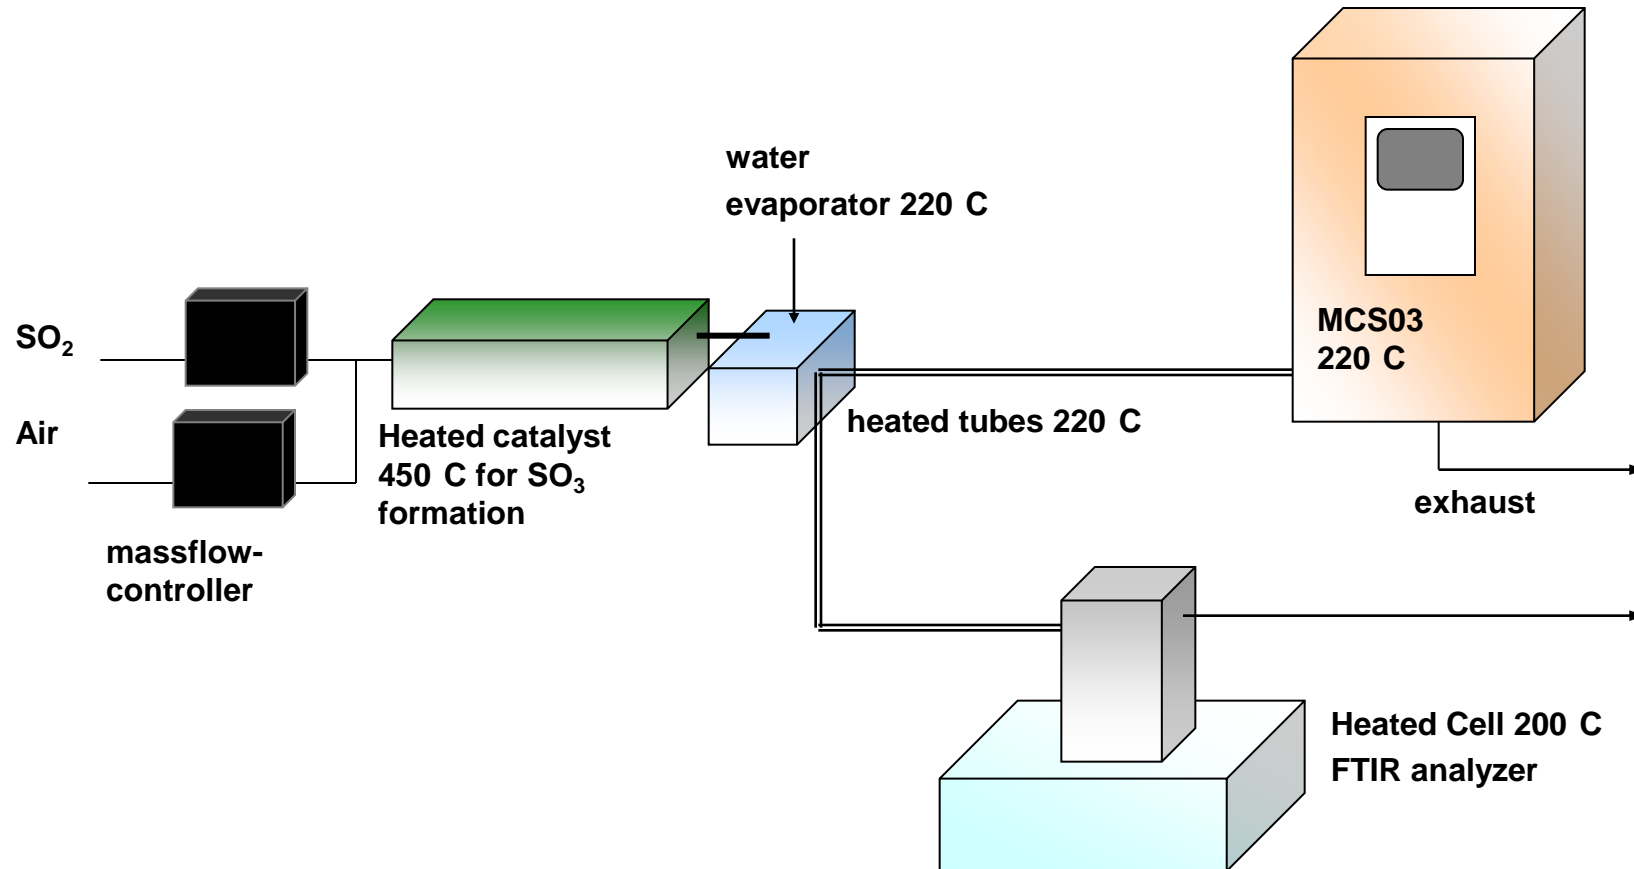 water
evaporator 220 C
SO₂
Air
massflow-
controller
Heated catalyst
450 C for SO₃
formation
heated tubes 220 C
MCS03
220 C
exhaust
Heated Cell 200 C
FTIR analyzer